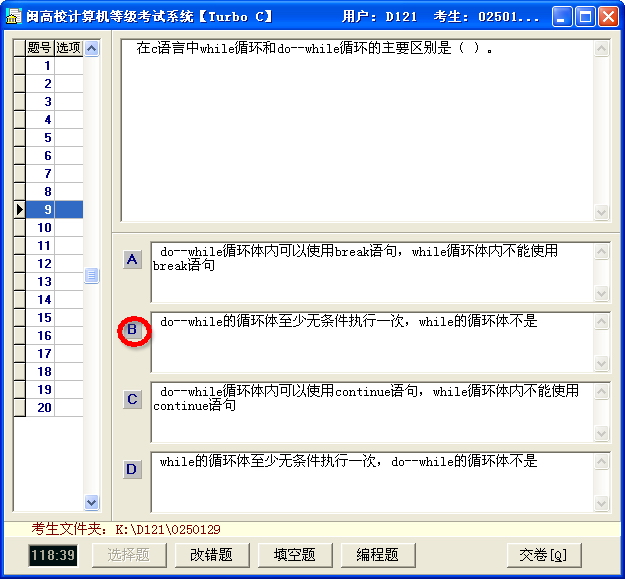 闽高校计算机等级考试系统【Turbo C】 用户: D121 考生: 02501...
题号 选项
1
2
3
4
5
6
7
8
9
10
11
12
13
14
15
16
17
18
19
20
在c语言中while循环和do--while循环的主要区别是（ ）。
A
do--while循环体内可以使用break语句，while循环体内不能使用
break语句
B
do--while的循环体至少无条件执行一次，while的循环体不是
C
do--while循环体内可以使用continue语句，while循环体内不能使用
continue语句
D
while的循环体至少无条件执行一次，do--while的循环体不是
考生文件夹: K:\D121\0250129
118:39 选择题 改错题 填空题 编程题 交卷[Q]